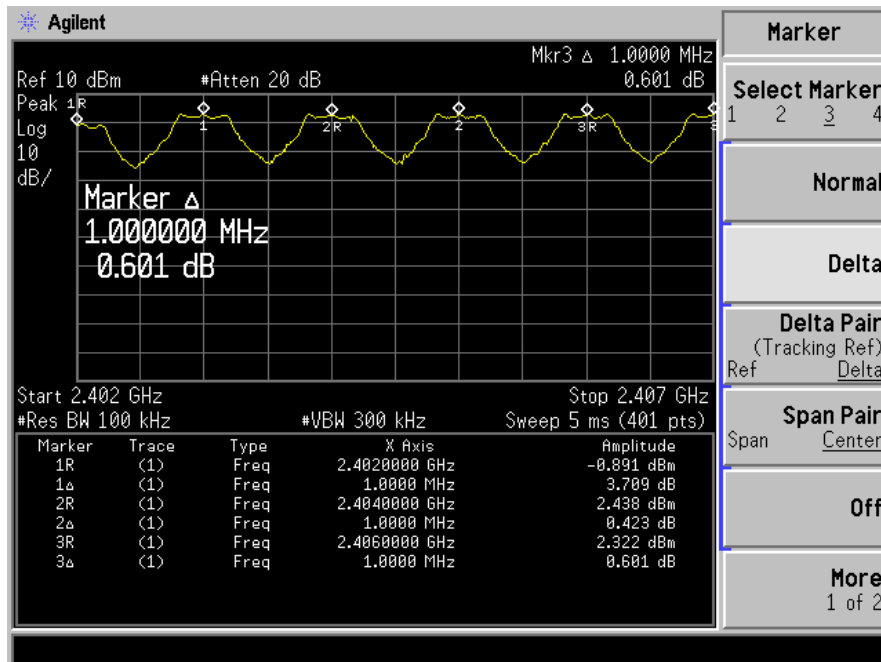 Agilent
Marker
Mkr3 Δ 1.0000 MHz
Ref 10 dBm #Atten 20 dB 0.601 dB
Peak
Log
10
dB/
1R
1
2R
2
3R
3
Marker Δ
1.000000 MHz
0.601 dB
Start 2.402 GHz Stop 2.407 GHz
#Res BW 100 kHz #VBW 300 kHz Sweep 5 ms (401 pts)
Marker Trace Type X Axis Amplitude
1R (1) Freq 2.4020000 GHz -0.891 dBm
1Δ (1) Freq 1.0000 MHz 3.709 dB
2R (1) Freq 2.4040000 GHz 2.438 dBm
2Δ (1) Freq 1.0000 MHz 0.423 dB
3R (1) Freq 2.4060000 GHz 2.322 dBm
3Δ (1) Freq 1.0000 MHz 0.601 dB
Select Marker
1 2 3 4
Normal
Delta
Delta Pair
(Tracking Ref)
Ref Delta
Span Pair
Span Center
Off
More
1 of 2